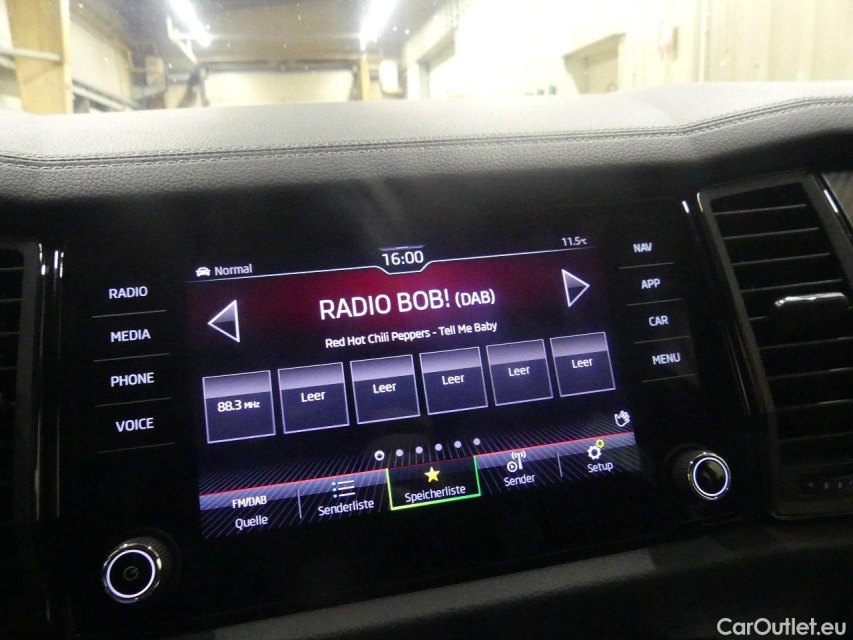 Normal
16:00
11.5°C
RADIO
MEDIA
PHONE
VOICE
RADIO BOB! (DAB)
Red Hot Chili Peppers - Tell Me Baby
88.3 MHz
Leer
Leer
Leer
Leer
Leer
FM/DAB
Quelle
Senderliste
Speicherliste
Sender
Setup
NAV
APP
CAR
MENU
CarOutlet.eu